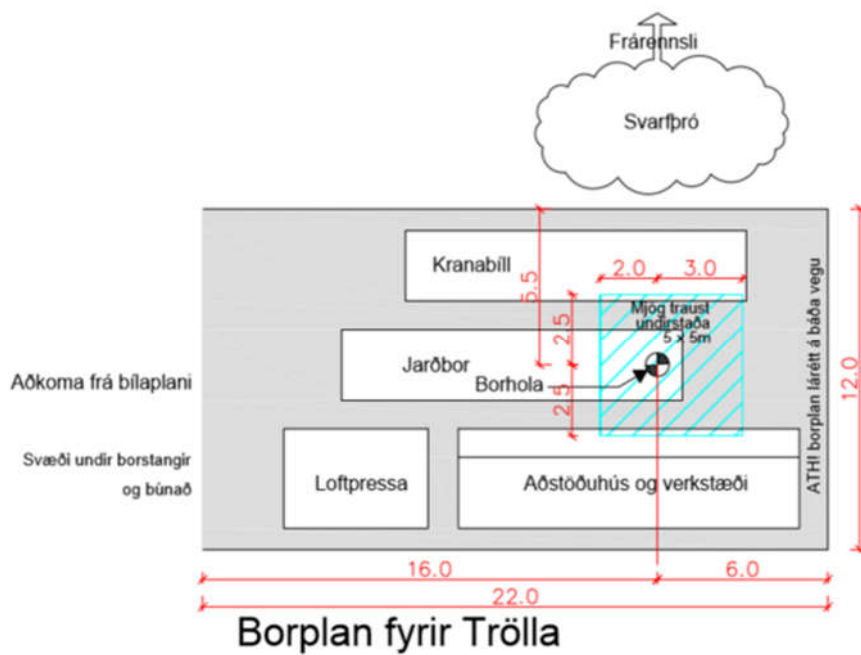 Frárennsli
Svarfþró
Kranabíll
2.0
3.0
5.5
2.5
Mjög traust
undirstaða
5 x 5m
Jarðbor
Borhola
2.5
Aðkoma frá bílaplani
Svæði undir borstangir
og búnað
Loftpressa
Aðstöðuhús og verkstæði
ATH! borplan lárétt á báða vegu
12.0
16.0
6.0
22.0
Borplan fyrir Trölla